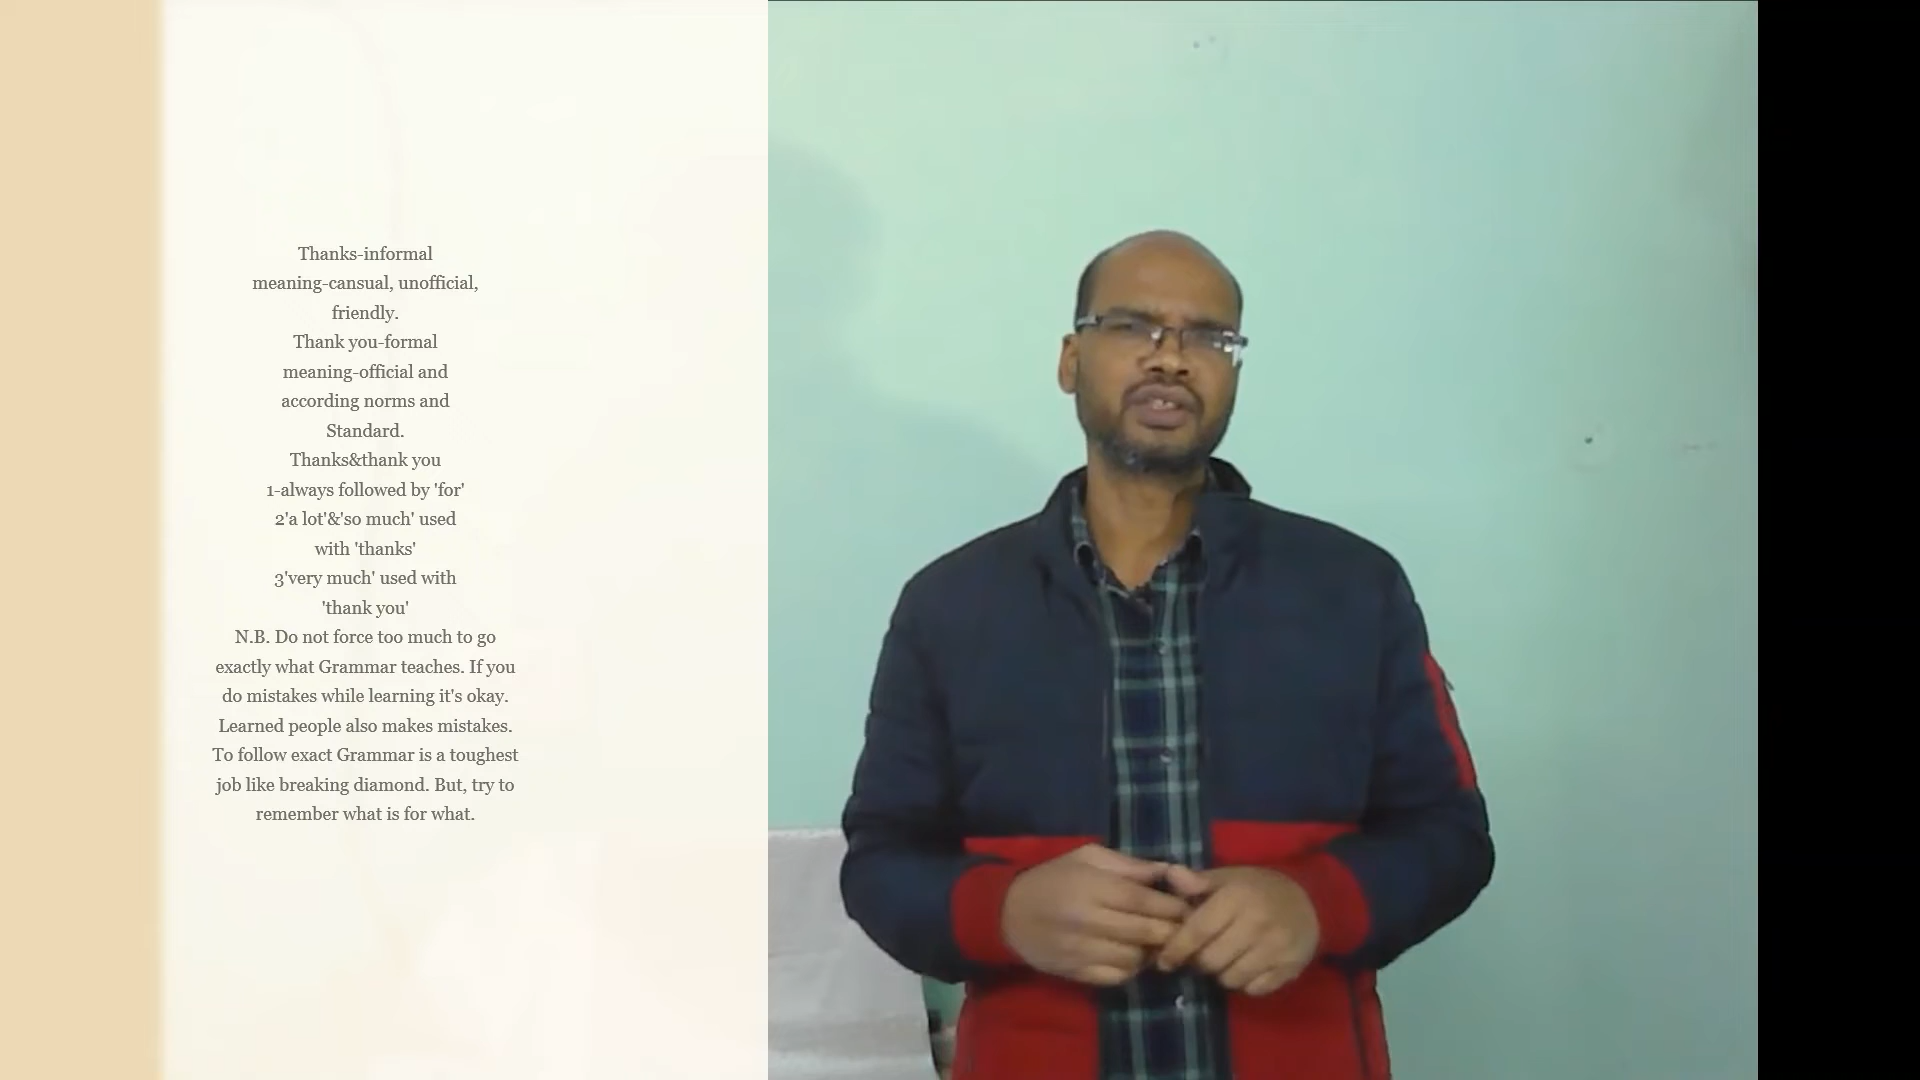 Thanks-informal
meaning-cansual, unofficial,
friendly.
Thank you-formal
meaning-official and
according norms and
Standard.
Thanks&thank you
1-always followed by 'for'
2'a lot'&'so much' used
with 'thanks'
3'very much' used with
'thank you'
N.B. Do not force too much to go
exactly what Grammar teaches. If you
do mistakes while learning it's okay.
Learned people also makes mistakes.
To follow exact Grammar is a toughest
job like breaking diamond. But, try to
remember what is for what.